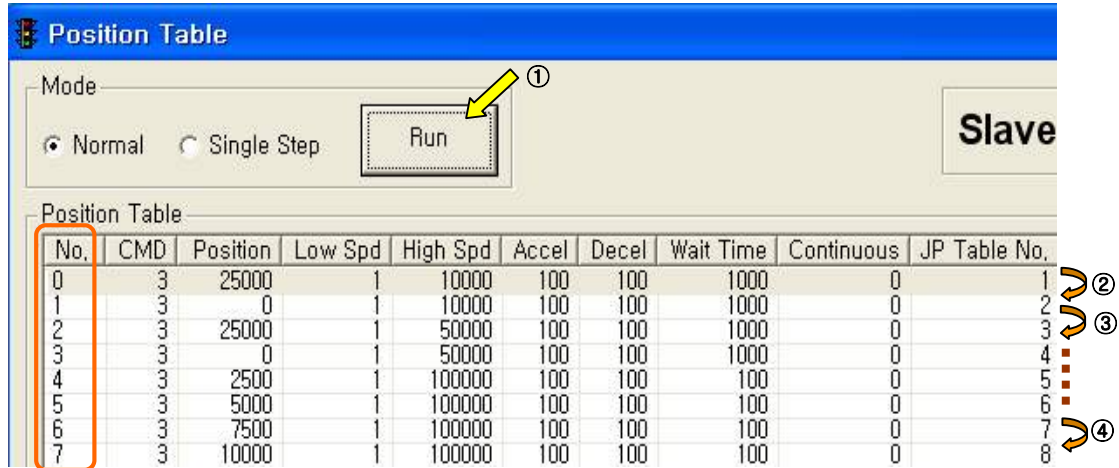 Position Table
①
Mode
Normal Single Step Run
Slave
Position Table
No, CMD Position Low Spd High Spd Accel Decel Wait Time Continuous JP Table No,
0 3 25000 1 10000 100 100 1000 0 1 ②
1 3 0 1 10000 100 100 1000 0 2
2 3 25000 1 50000 100 100 1000 0 3 ③
3 3 0 1 50000 100 100 1000 0 4
4 3 2500 1 100000 100 100 100 0 5
5 3 5000 1 100000 100 100 100 0 6
6 3 7500 1 100000 100 100 100 0 7 ④
7 3 10000 1 100000 100 100 100 0 8